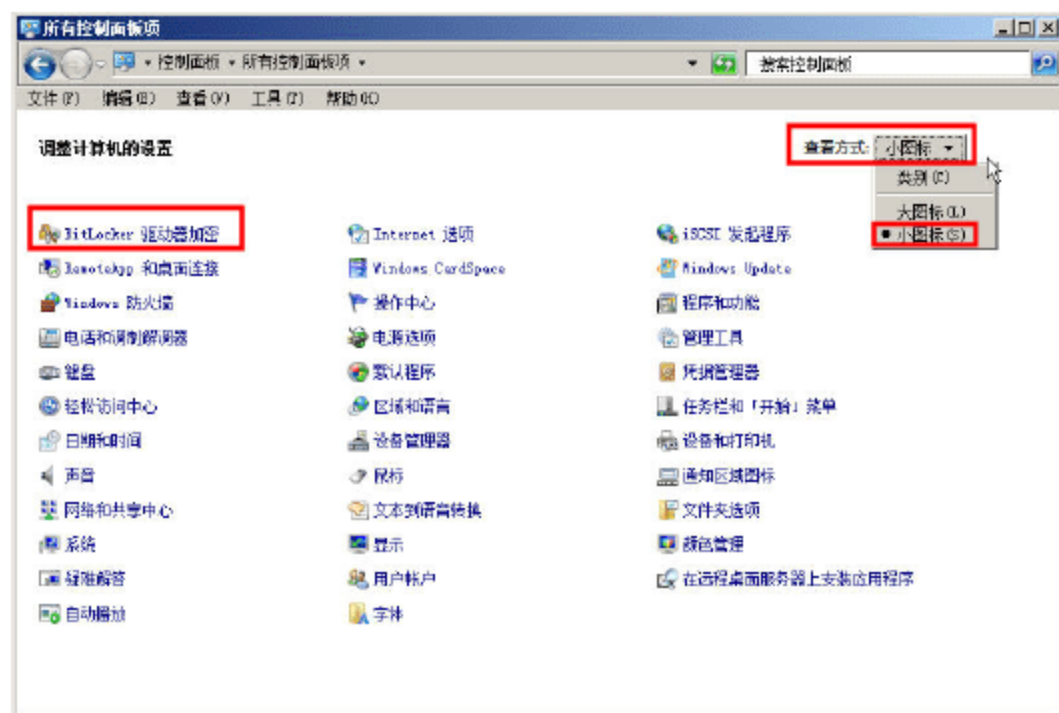 所有控制面板项
控制面板 所有控制面板项 搜索控制面板
文件(F) 编辑(E) 查看(V) 工具(T) 帮助(H)
调整计算机的设置 查看方式: 小图标
类别(C)
大图标(L)
BitLocker 驱动器加密 Internet 选项 iSCSI 发起程序 小图标(S)
RemoteApp 和桌面连接 Windows CardSpace Windows Update
Windows 防火墙 操作中心 程序和功能
电话和调制解调器 电源选项 管理工具
键盘 默认程序 凭据管理器
轻松访问中心 区域和语言 任务栏和「开始」菜单
日期和时间 设备管理器 设备和打印机
声音 鼠标 通知区域图标
网络和共享中心 文本到语音转换 文件夹选项
系统 显示 颜色管理
疑难解答 用户帐户 在远程桌面服务器上安装应用程序
自动播放 字体